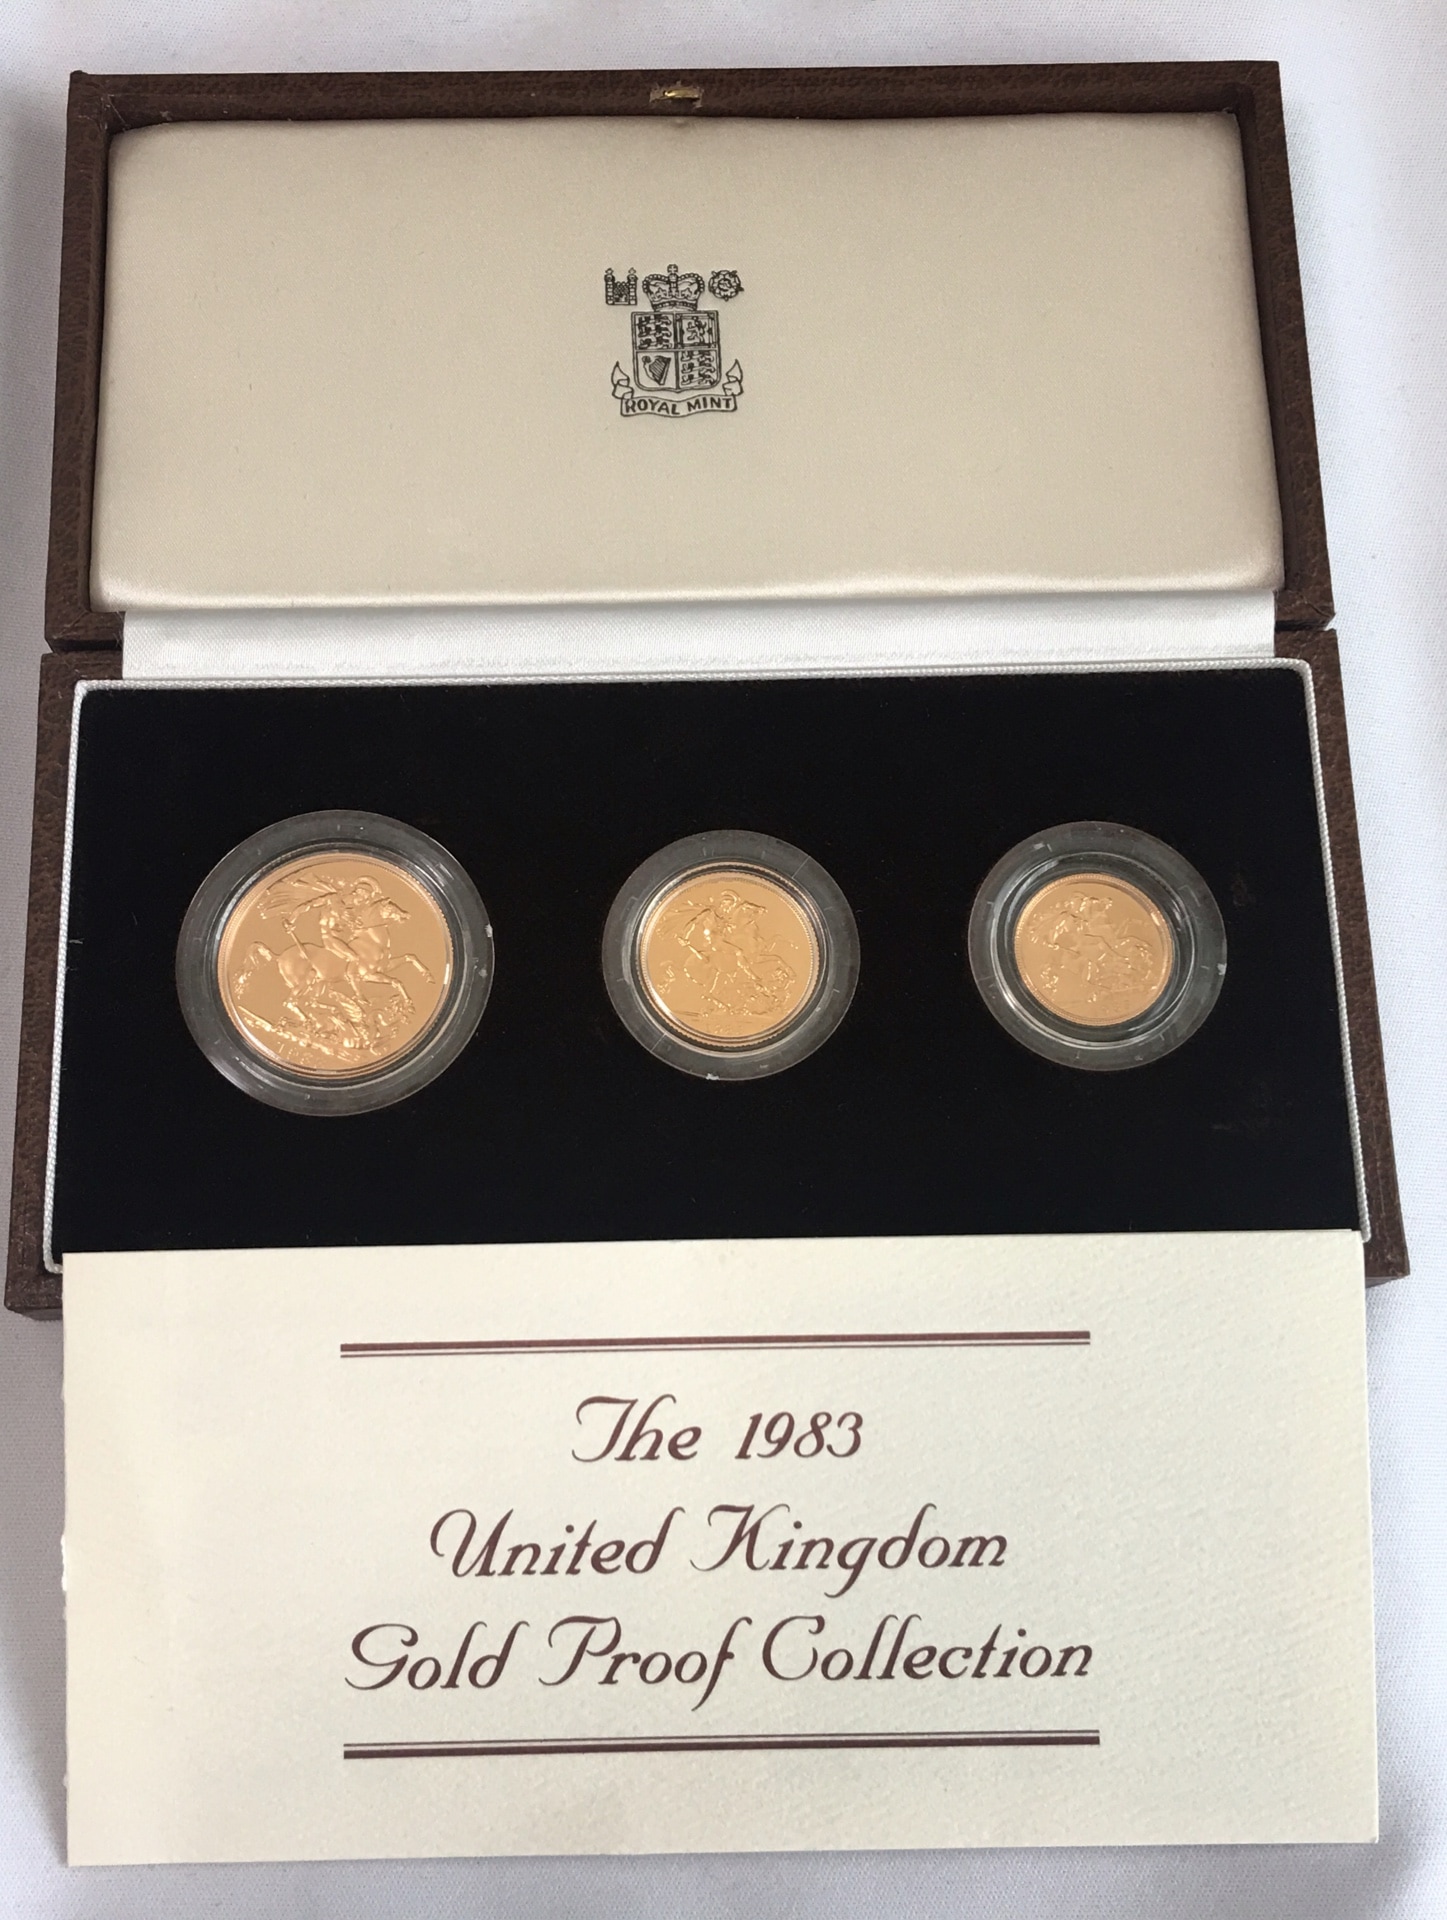 ROYAL MINT
The 1983
United Kingdom
Gold Proof Collection